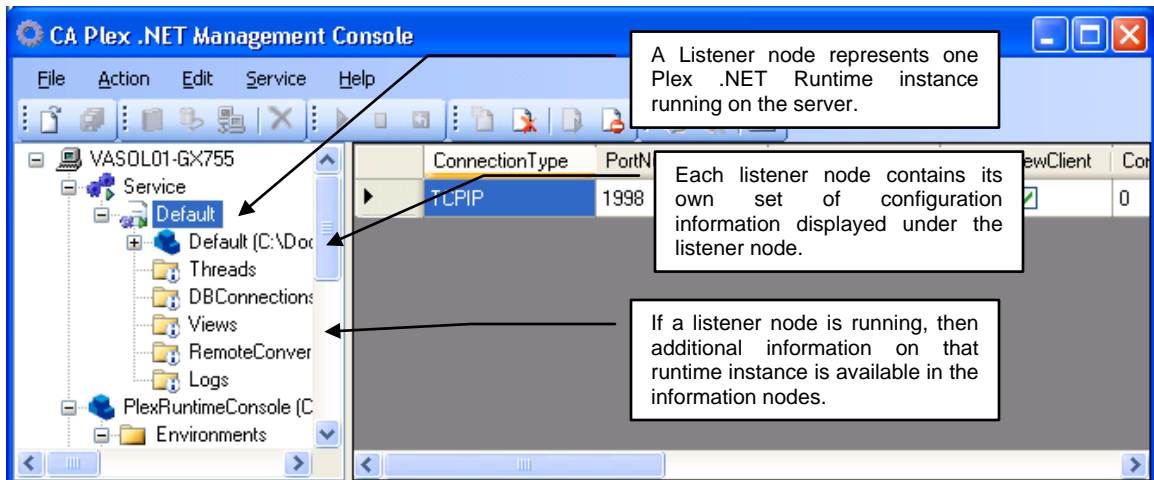 CA Plex .NET Management Console
File Action Edit Service Help
A Listener node represents one
Plex .NET Runtime instance
running on the server.
VASOL01-GX755
Service
Default
Default (C:\Doc
Threads
DBConnections
Views
RemoteConver
Logs
PlexRuntimeConsole (C
Environments
ConnectionType PortN ewClient Cor
TCPIP 1998 0
Each listener node contains its
own set of configuration
information displayed under the
listener node.
If a listener node is running, then
additional information on that
runtime instance is available in the
information nodes.